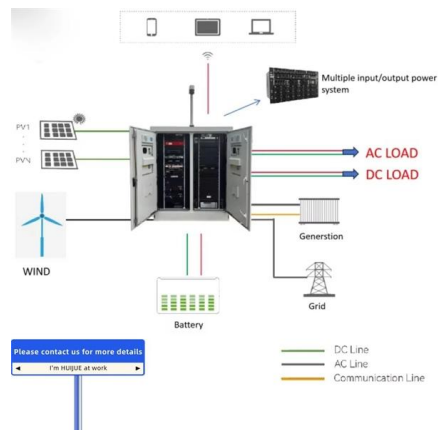 Multiple input/output power
system
PV1
PVN
AC LOAD
DC LOAD
WIND
Generstion
Grid
Battery
Please contact us for more details
I'm HUIJUE at work
DC Line
AC Line
Communication Line